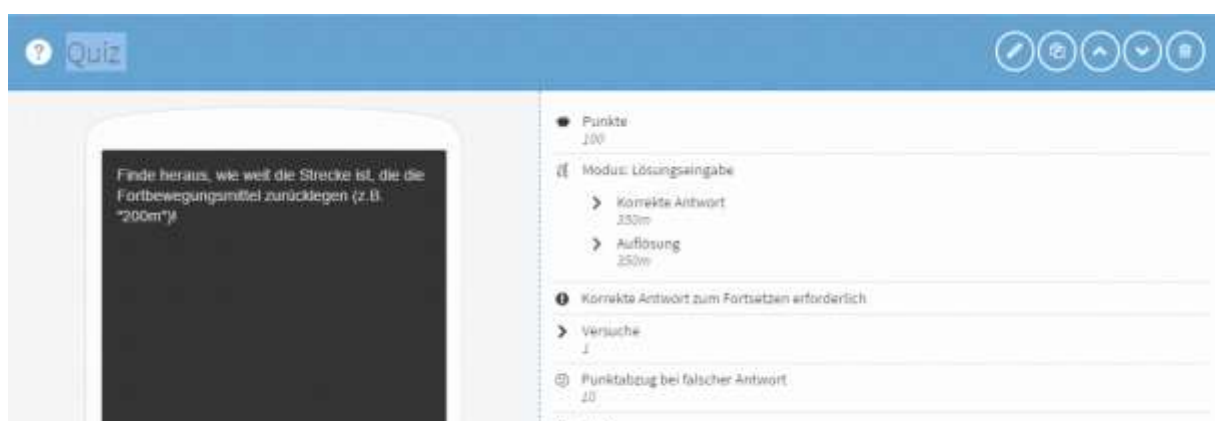 Quiz
Finde heraus, wie weit die Strecke ist, die die
Fortbewegungsmittel zurücklegen (z.B.
"200m")!
Punkte
100
Modus: Lösungseingabe
Korrekte Antwort
350m
Auflösung
350m
Korrekte Antwort zum Fortsetzen erforderlich
Versuche
1
Punktabzug bei falscher Antwort
10